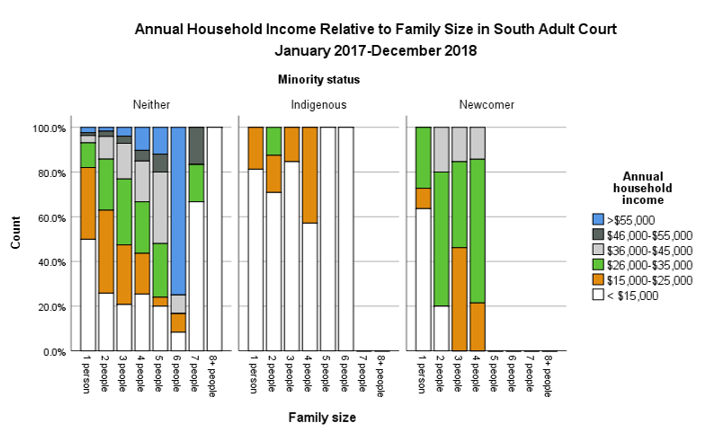 Annual Household Income Relative to Family Size in South Adult Court
January 2017-December 2018
Minority status
Neither
Indigenous
Newcomer
100.0%
80.0%
60.0%
40.0%
20.0%
0.0%
Count
1 person
2 people
3 people
4 people
5 people
6 people
7 people
8+ people
1 person
2 people
3 people
4 people
5 people
6 people
7 people
8+ people
1 person
2 people
3 people
4 people
5 people
6 people
7 people
8+ people
Family size
Annual
household
income
>$55,000
$46,000-$55,000
$36,000-$45,000
$26,000-$35,000
$15,000-$25,000
< $15,000